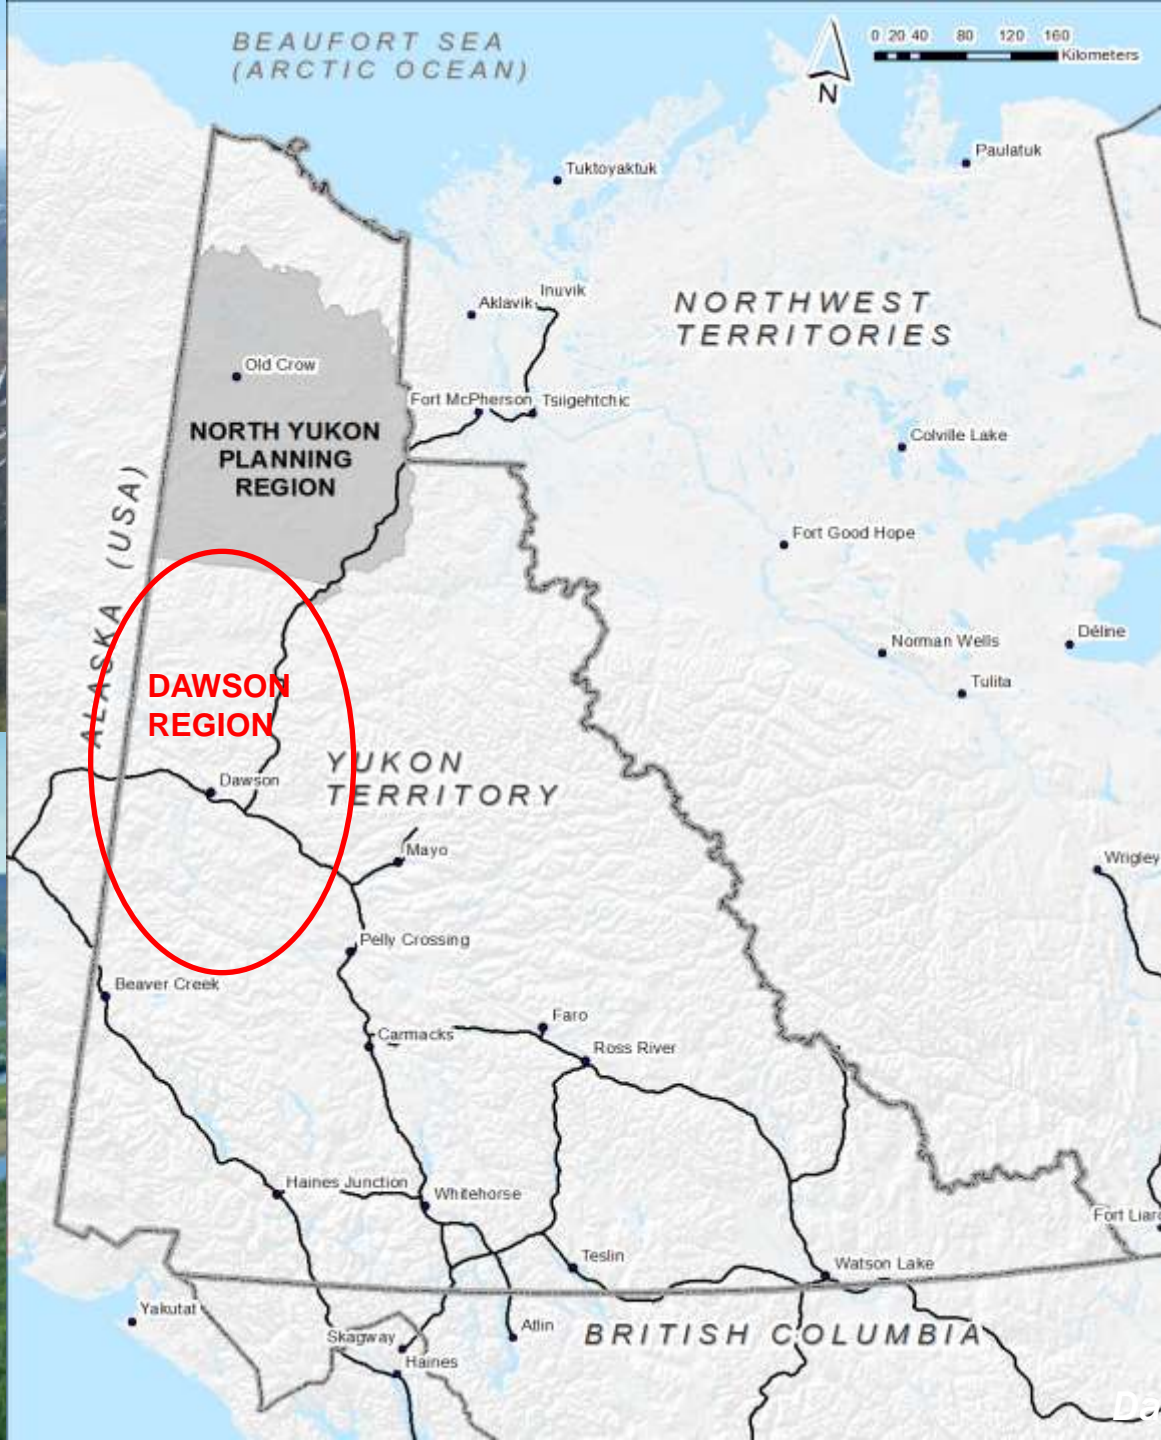 BEAUFORT SEA
(ARCTIC OCEAN)
0 20 40 80 120 160
Kilometers
N
Paulatuk
Tuktoyaktuk
Inuvik
Aklavik
NORTHWEST
TERRITORIES
Old Crow
Fort McPherson
Tsiigehtchic
NORTH YUKON
PLANNING
REGION
Colville Lake
ALASKA (USA)
Fort Good Hope
Norman Wells
Déline
Tulita
DAWSON
REGION
YUKON
TERRITORY
Dawson
Mayo
Wrigley
Pelly Crossing
Beaver Creek
Faro
Carmacks
Ross River
Haines Junction
Whitehorse
Fort Liard
Teslin
Watson Lake
Yakutat
Skagway
Atlin
BRITISH COLUMBIA
Haines
Da